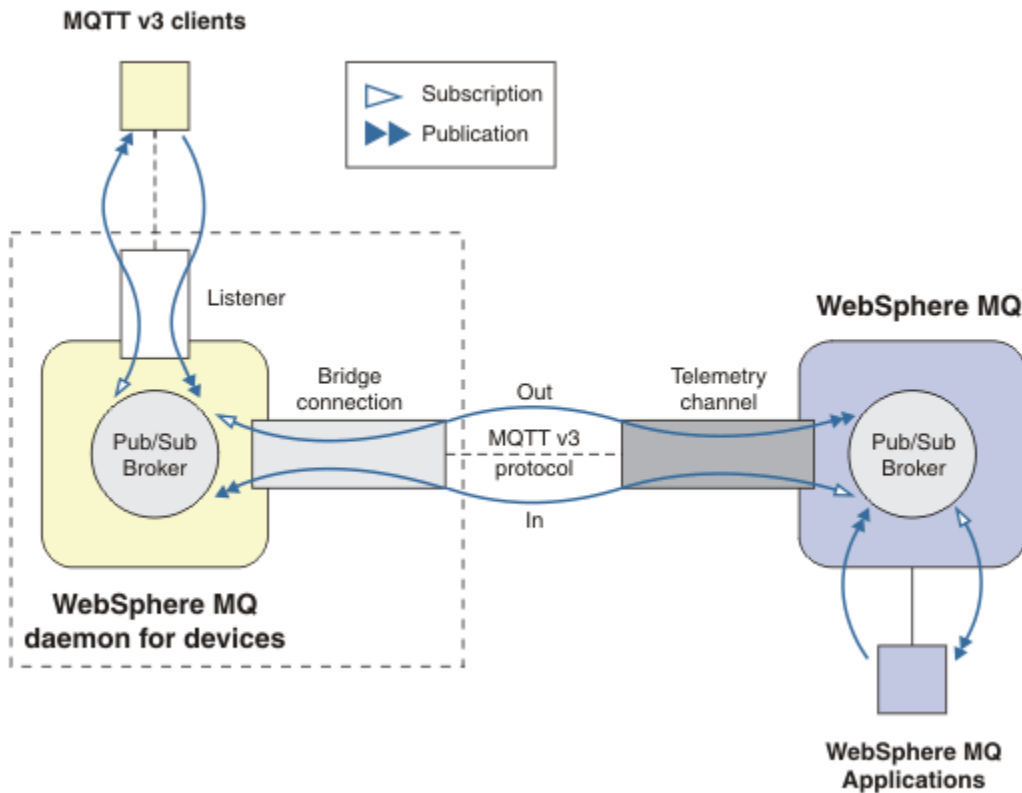 MQTT v3 clients
Subscription
Publication
Listener
WebSphere MQ
Bridge
connection
Out
Telemetry
channel
Pub/Sub
Broker
MQTT v3
protocol
Pub/Sub
Broker
In
WebSphere MQ
daemon for devices
WebSphere MQ
Applications